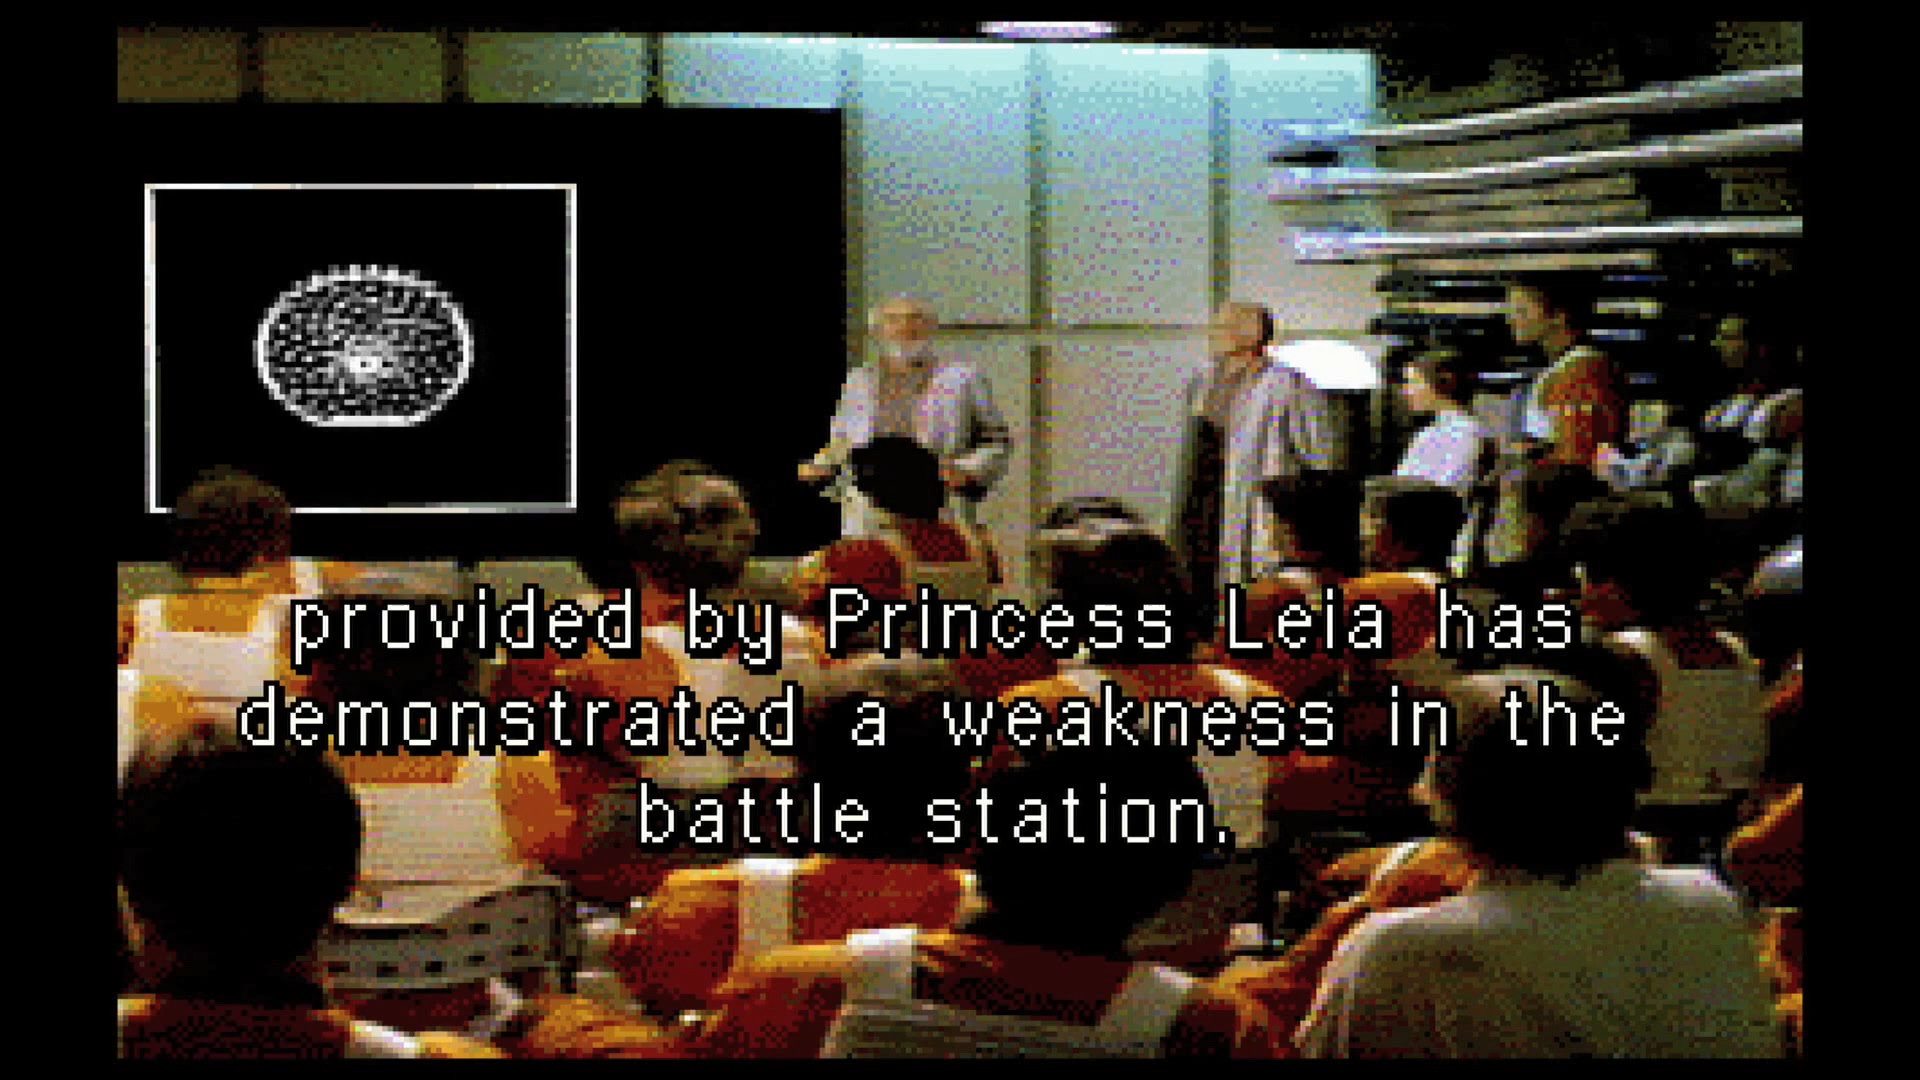 provided by Princess Leia has
demonstrated a weakness in the
battle station.